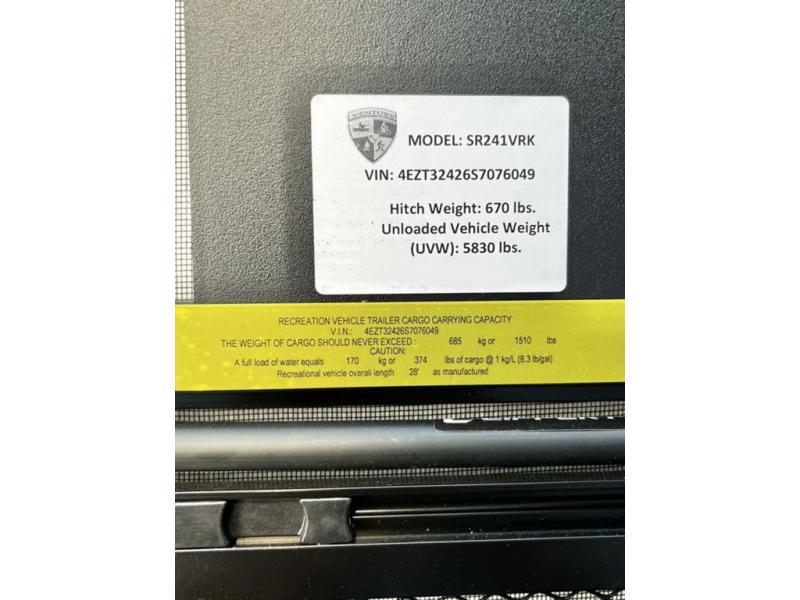 VENTURE
MODEL: SR241VRK
VIN: 4EZT32426S7076049
Hitch Weight: 670 lbs.
Unloaded Vehicle Weight
(UVW): 5830 lbs.
RECREATION VEHICLE TRAILER CARGO CARRYING CAPACITY
V.I.N.: 4EZT32426S7076049
THE WEIGHT OF CARGO SHOULD NEVER EXCEED: 685 kg or 1510 lbs
CAUTION:
A full load of water equals 170 kg or 374 lbs of cargo @ 1 kg/L (8.3 lb/gal)
Recreational vehicle overall length 28' as manufactured